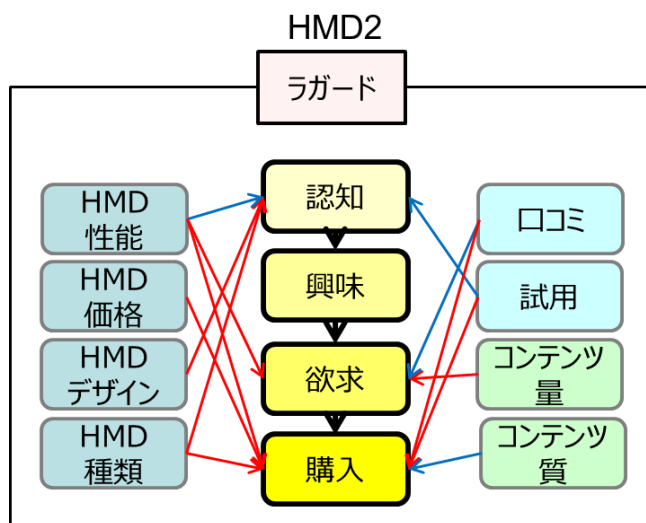 HMD2
ラガード
HMD
性能
HMD
価格
HMD
デザイン
HMD
種類
認知
興味
欲求
購入
口コミ
試用
コンテンツ
量
コンテンツ
質